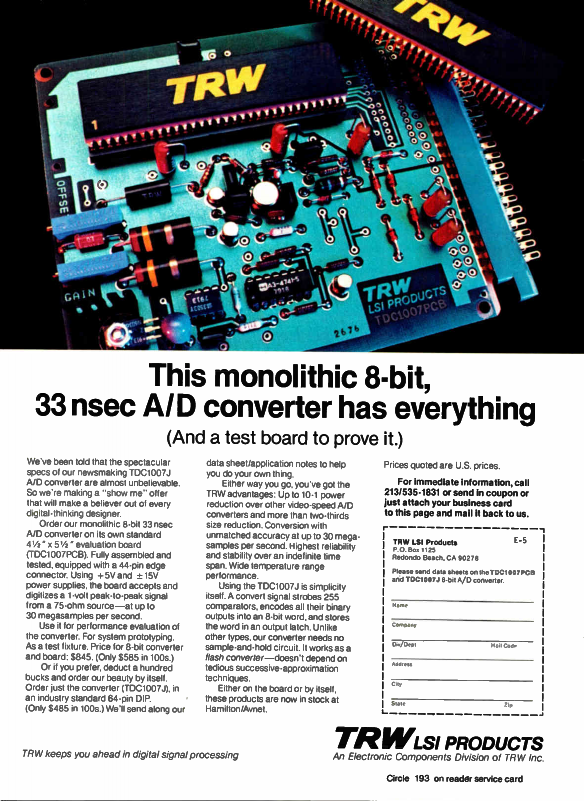 TRW
TRW
1
OFFSET
GAIN
TRW
LSI PRODUCTS
TDC1007PCB
2676
This monolithic 8-bit,
33 nsec A/D converter has everything
(And a test board to prove it.)
We've been told that the spectacular
specs of our newsmaking TDC1007J
A/D converter are almost unbelievable.
So we're making a "show me" offer
that will make a believer out of every
digital-thinking designer.
Order our monolithic 8-bit 33 nsec
A/D converter on its own standard
4½" x 5½" evaluation board
(TDC1007PCB). Fully assembled and
tested, equipped with a 44-pin edge
connector. Using +5V and ±15V
power supplies, the board accepts and
digitizes a 1-volt peak-to-peak signal
from a 75-ohm source—at up to
30 megasamples per second.
Use it for performance evaluation of
the converter. For system prototyping.
As a test fixture. Price for 8-bit converter
and board: $845. (Only $585 in 100s.)
Or if you prefer, deduct a hundred
bucks and order our beauty by itself.
Order just the converter (TDC1007J), in
an industry standard 64-pin DIP.
(Only $485 in 100s.) We'll send along our
data sheet/application notes to help
you do your own thing.
Either way you go, you've got the
TRW advantages: Up to 10-1 power
reduction over other video-speed A/D
converters and more than two-thirds
size reduction. Conversion with
unmatched accuracy at up to 30 mega-
samples per second. Highest reliability
and stability over an indefinite time
span. Wide temperature range
performance.
Using the TDC1007J is simplicity
itself. A convert signal strobes 255
comparators, encodes all their binary
outputs into an 8-bit word, and stores
the word in an output latch. Unlike
other types, our converter needs no
sample-and-hold circuit. It works as a
flash converter—doesn't depend on
tedious successive-approximation
techniques.
Either on the board or by itself,
these products are now in stock at
Hamilton/Avnet.
Prices quoted are U.S. prices.
For immediate information, call
213/535-1831 or send in coupon or
just attach your business card
to this page and mail it back to us.
TRW LSI Products E-5
P.O. Box 1125
Redondo Beach, CA 90278
Please send data sheets on the TDC1007PCB
and TDC1007J 8-bit A/D converter.
Name
Company
Div/Dept Mail Code
Address
City
State Zip
TRW LSI PRODUCTS
An Electronic Components Division of TRW Inc.
TRW keeps you ahead in digital signal processing
Circle 193 on reader service card